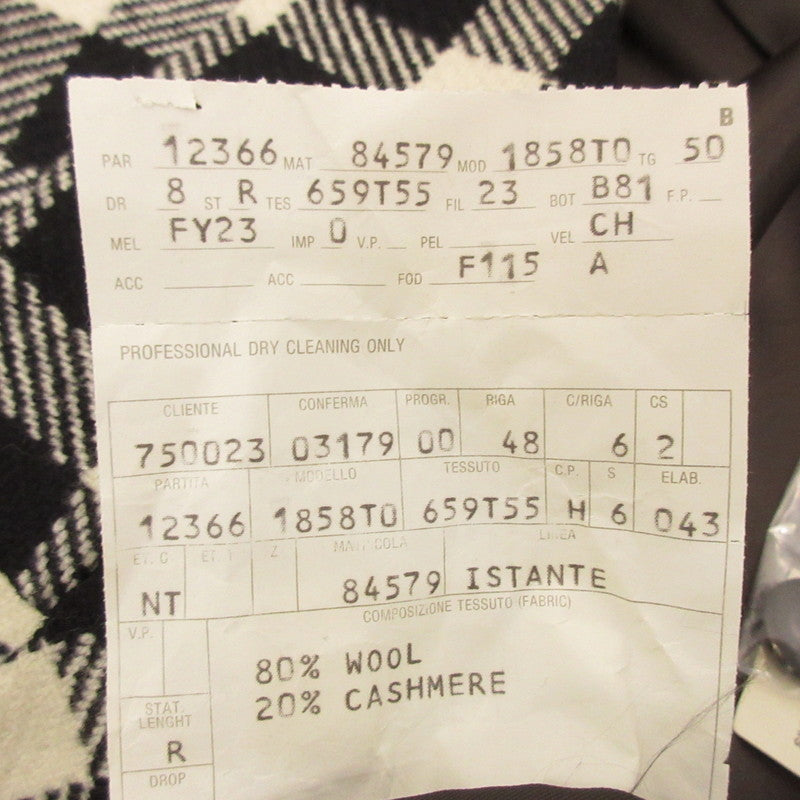 B
PAR 12366 MAT 84579 MOD 1858T0 TG 50
DR 8 ST R TES 659T55 FIL 23 BOT B81 F.P.
MEL FY23 IMP 0 V.P. PEL VEL CH
ACC ACC FOD F115 A
PROFESSIONAL DRY CLEANING ONLY
CLIENTE CONFERMA PROGR. RIGA C/RIGA CS
750023 03179 00 48 6 2
PARTITA MODELLO TESSUTO C.P. S ELAB.
12366 1858T0 659T55 H 6 043
ET. C ET. T Z MATRICOLA LINEA
NT 84579 ISTANTE
V.P. COMPOSIZIONE TESSUTO (FABRIC)
80% WOOL
20% CASHMERE
STAT.
LENGHT
R
DROP